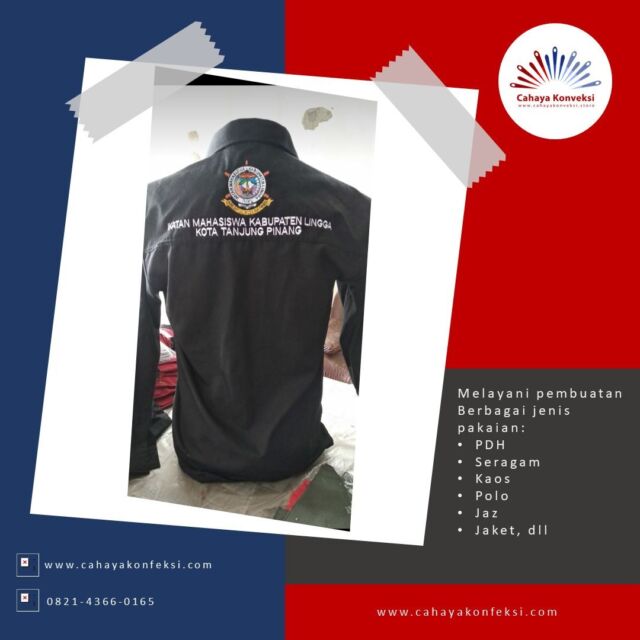 Cahaya Konveksi
www.cahayakonveksi.store
IKATAN MAHASISWA KABUPATEN LINGGA
KOTA TANJUNG PINANG
Melayani pembuatan
Berbagai jenis
pakaian:
• PDH
• Seragam
• Kaos
• Polo
• Jaz
• Jaket, dll
www.cahayakonfeksi.com
0821-4366-0165
www.cahayakonfeksi.com